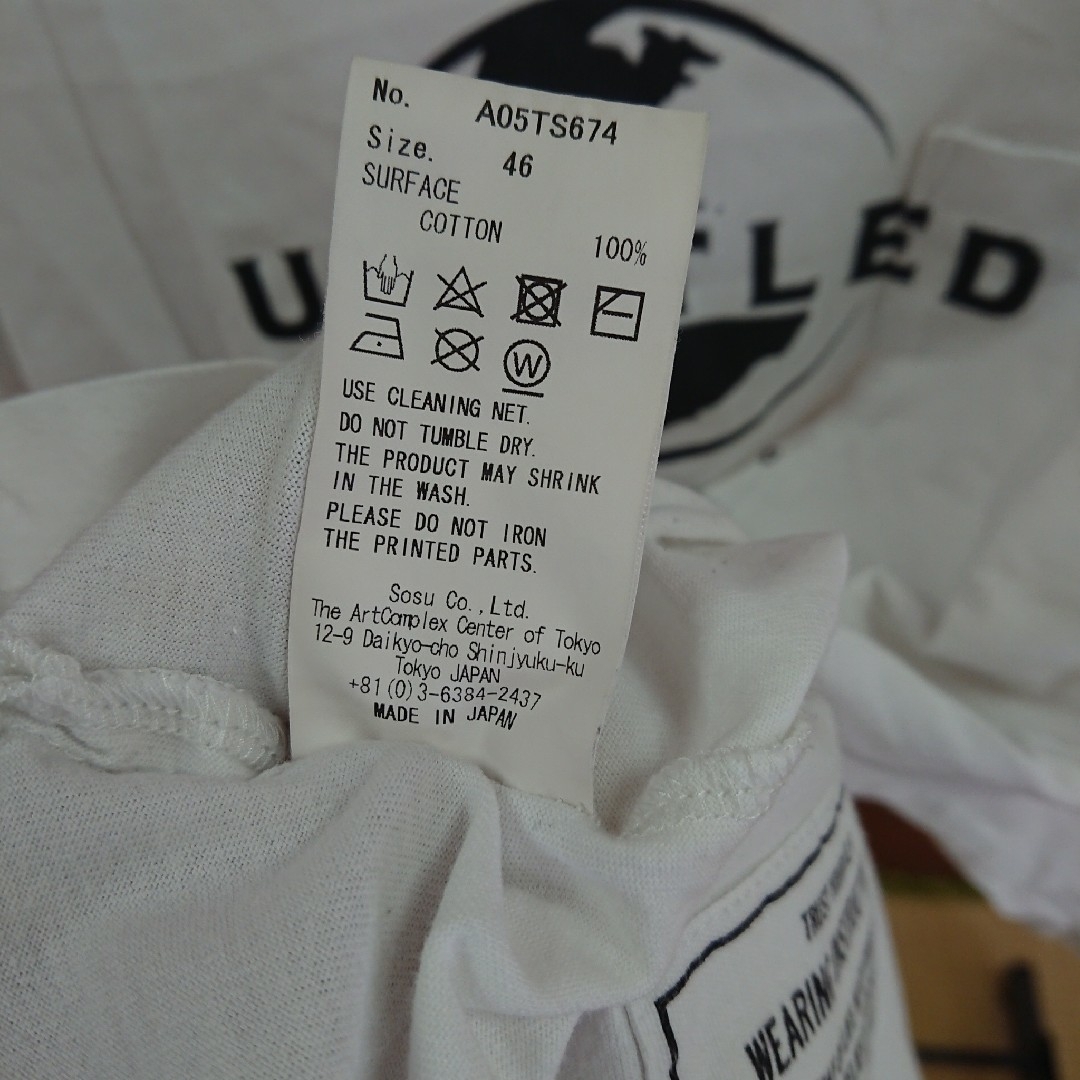 No. A05TS674
Size. 46
SURFACE
COTTON 100%
W
USE CLEANING NET.
DO NOT TUMBLE DRY.
THE PRODUCT MAY SHRINK
IN THE WASH.
PLEASE DO NOT IRON
THE PRINTED PARTS.
Sosu Co.,Ltd.
The ArtComplex Center of Tokyo
12-9 Daikyo-cho Shinjyuku-ku
Tokyo JAPAN
+81(0)3-6384-2437
MADE IN JAPAN
WEARING